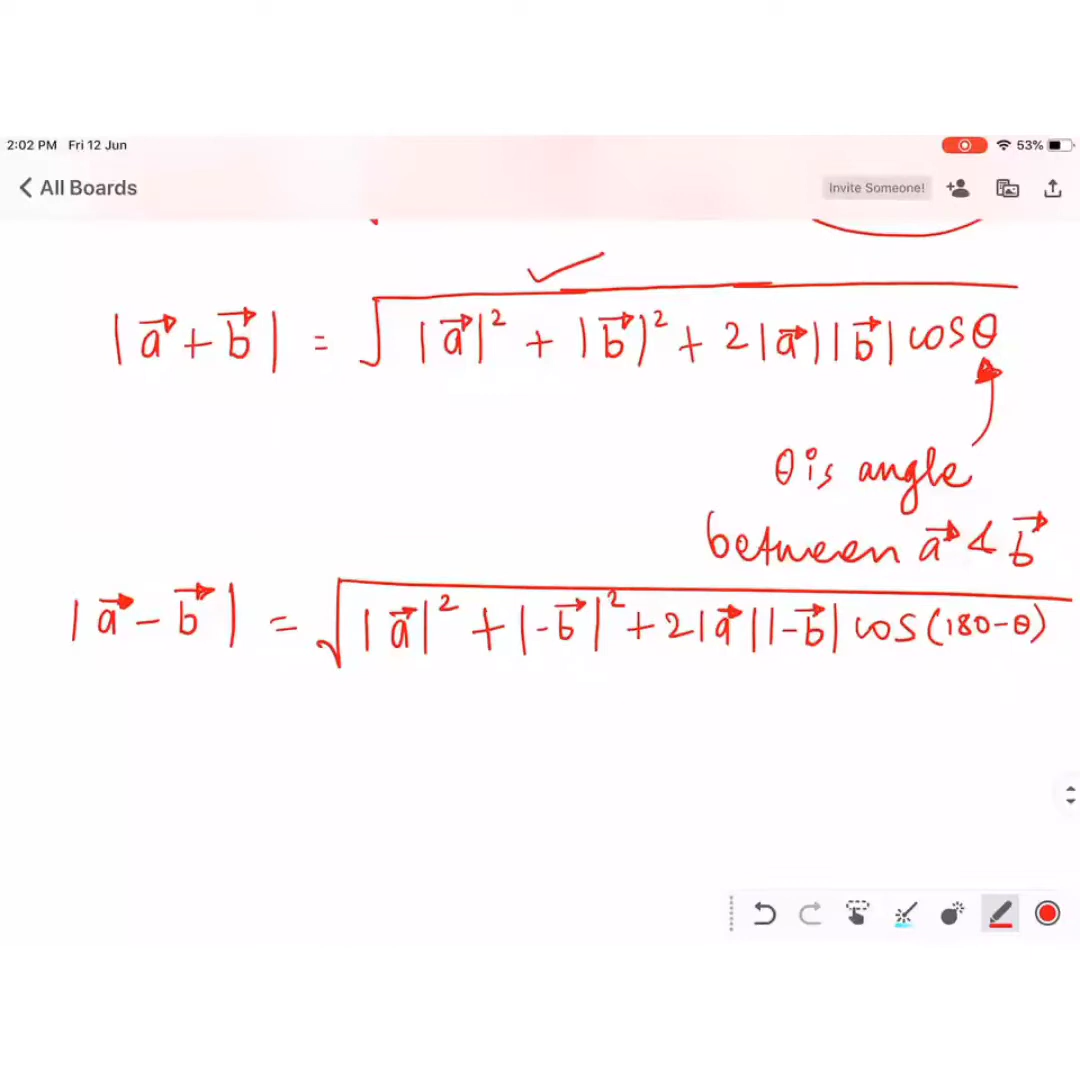 2:02 PM Fri 12 Jun 53%
All Boards Invite Someone!
|a⃗ + b⃗| = √(|a⃗|² + |b⃗|² + 2|a⃗||b⃗| cosθ)
θ is angle
between a⃗ & b⃗
|a⃗ - b⃗| = √(|a⃗|² + |-b⃗|² + 2|a⃗||-b⃗| cos(180-θ))